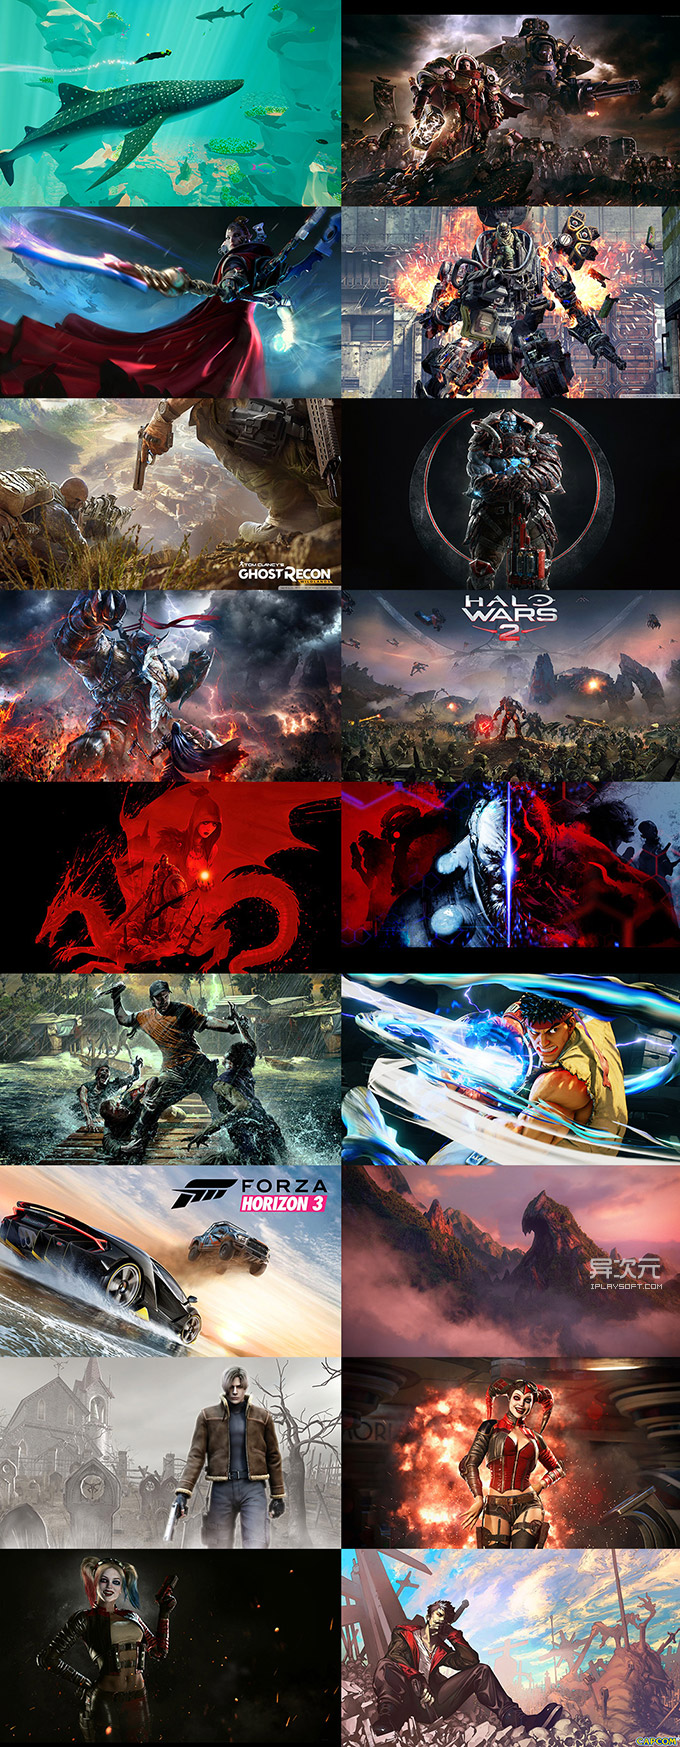 TOM CLANCY'S
GHOST RECON
WILDLANDS
HALO
WARS
2
FORZA
HORIZON 3
异次元
IPLAYSOFT.COM
CAPCOM